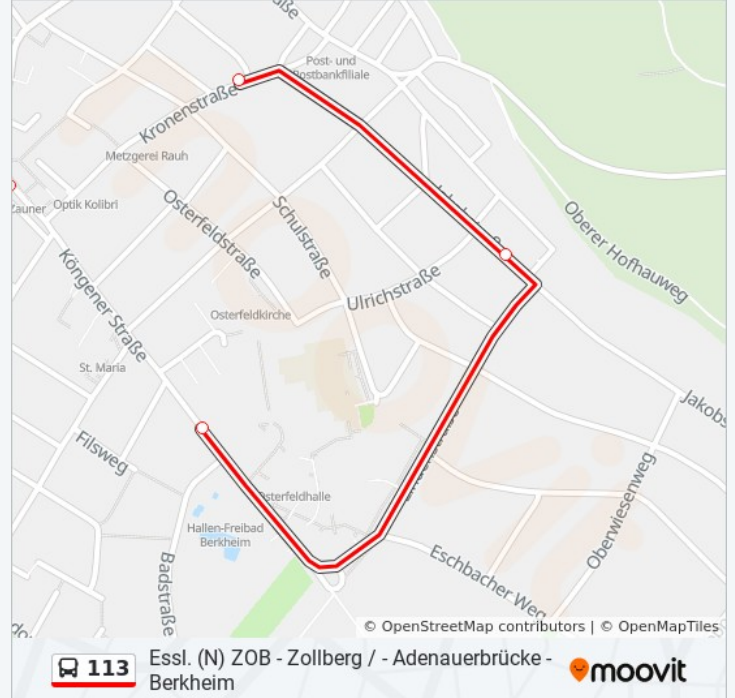 Post- und
Postbankfiliale
Kronenstraße
Metzgerei Rauh
Zauner
Optik Kolibri
Osterfeldstraße
Schulstraße
Oberer Hofhauweg
Köngener Straße
Ulrichstraße
Osterfeldkirche
St. Maria
Jakobs
Filsweg
Osterfeldhalle
Oberwiesenweg
Hallen-Freibad
Berkheim
Badstraße
Eschbacher Weg
© OpenStreetMap contributors | © OpenMapTiles
113
Essl. (N) ZOB - Zollberg / - Adenauerbrücke -
Berkheim
moovit